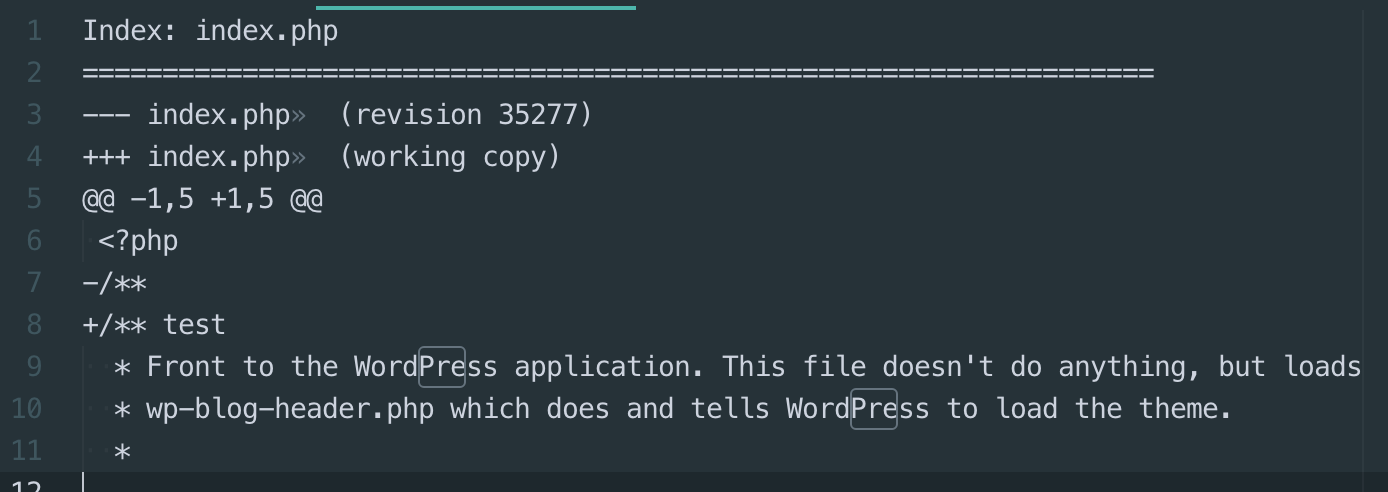 1 Index: index.php
2 ===================================================================
3 --- index.php»  (revision 35277)
4 +++ index.php»  (working copy)
5 @@ -1,5 +1,5 @@
6  <?php
7 -/**
8 +/** test
9   * Front to the WordPress application. This file doesn't do anything, but loads
10   * wp-blog-header.php which does and tells WordPress to load the theme.
11   *
12